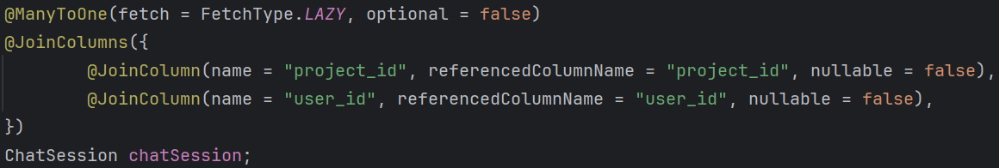 @ManyToOne(fetch = FetchType.LAZY, optional = false)
@JoinColumns({
        @JoinColumn(name = "project_id", referencedColumnName = "project_id", nullable = false),
        @JoinColumn(name = "user_id", referencedColumnName = "user_id", nullable = false),
})
ChatSession chatSession;